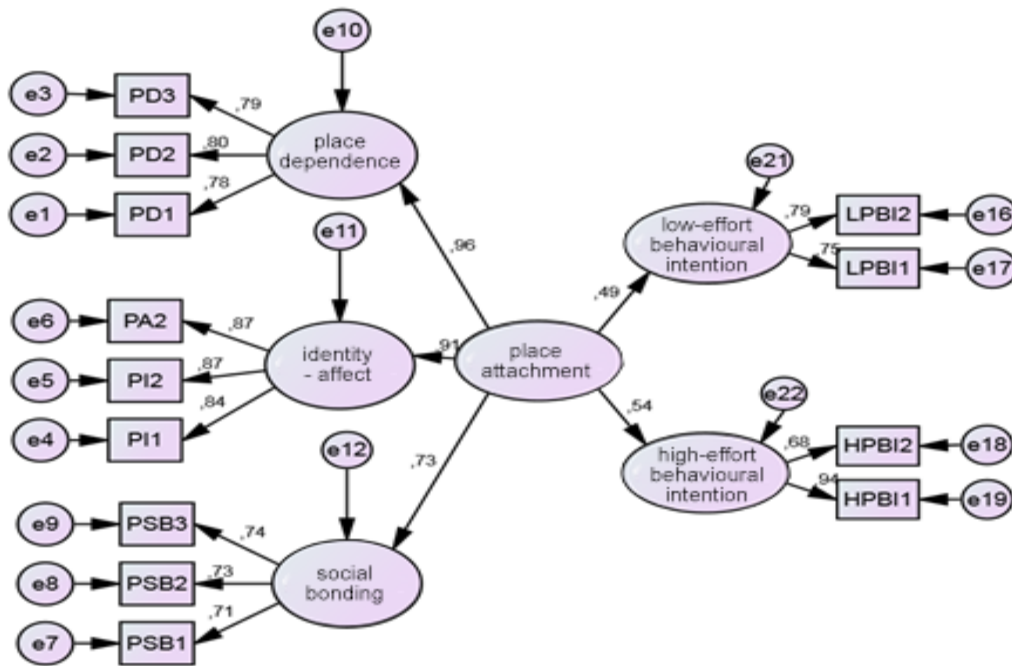 e10
e3
PD3
,79
e2
PD2
,80
place
dependence
e1
PD1
,78
e11
,96
e21
low-effort
behavioural
intention
,79
LPBI2
e16
,75
LPBI1
e17
,49
e6
PA2
,87
e5
PI2
,87
identity
- affect
,91
place
attachment
e4
PI1
,84
e12
,73
,54
e22
high-effort
behavioural
intention
,68
HPBI2
e18
,94
HPBI1
e19
e9
PSB3
,74
e8
PSB2
,73
social
bonding
e7
PSB1
,71